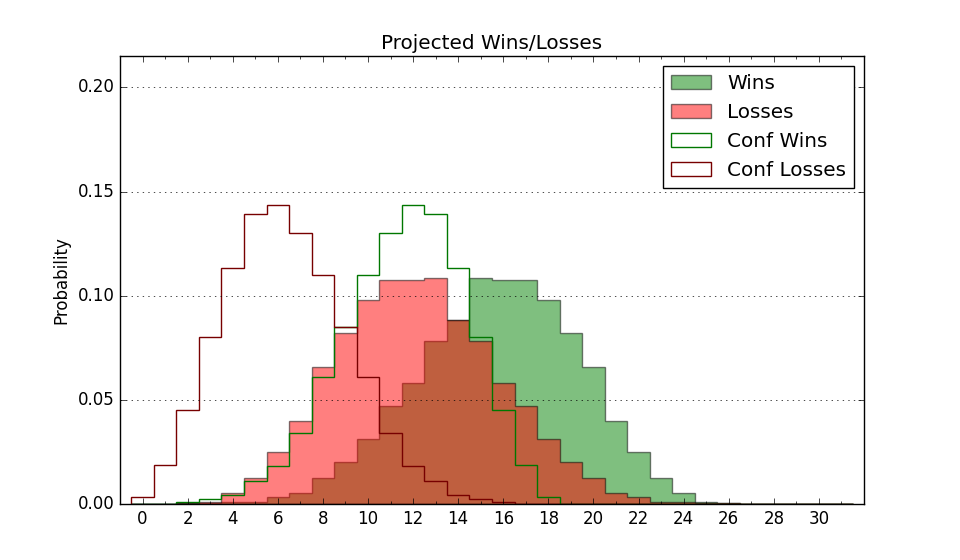 Projected Wins/Losses
0.20
0.15
0.10
0.05
0.00
Probability
Wins
Losses
Conf Wins
Conf Losses
0 2 4 6 8 10 12 14 16 18 20 22 24 26 28 30